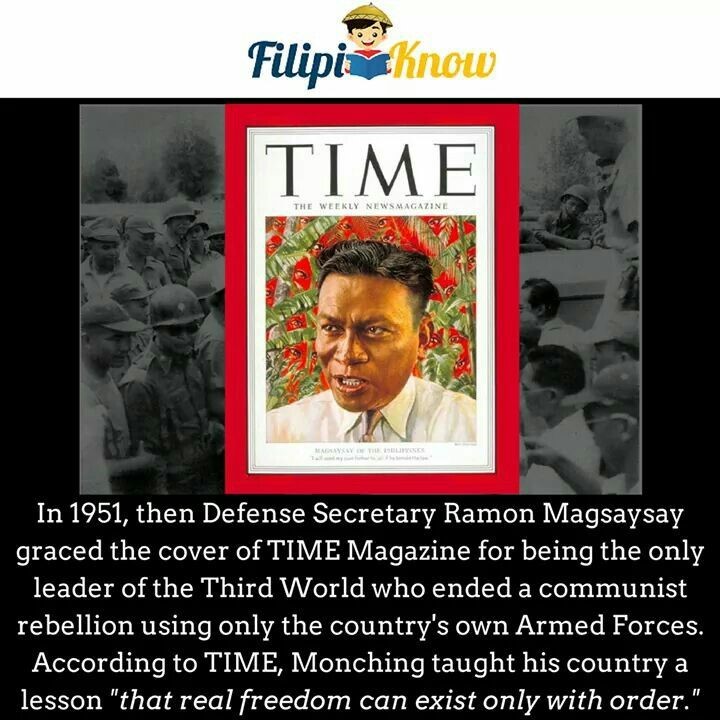 Filipi Know
TIME
THE WEEKLY NEWSMAGAZINE
MAGSAYSAY OF THE PHILIPPINES
In 1951, then Defense Secretary Ramon Magsaysay
graced the cover of TIME Magazine for being the only
leader of the Third World who ended a communist
rebellion using only the country's own Armed Forces.
According to TIME, Monching taught his country a
lesson "that real freedom can exist only with order."